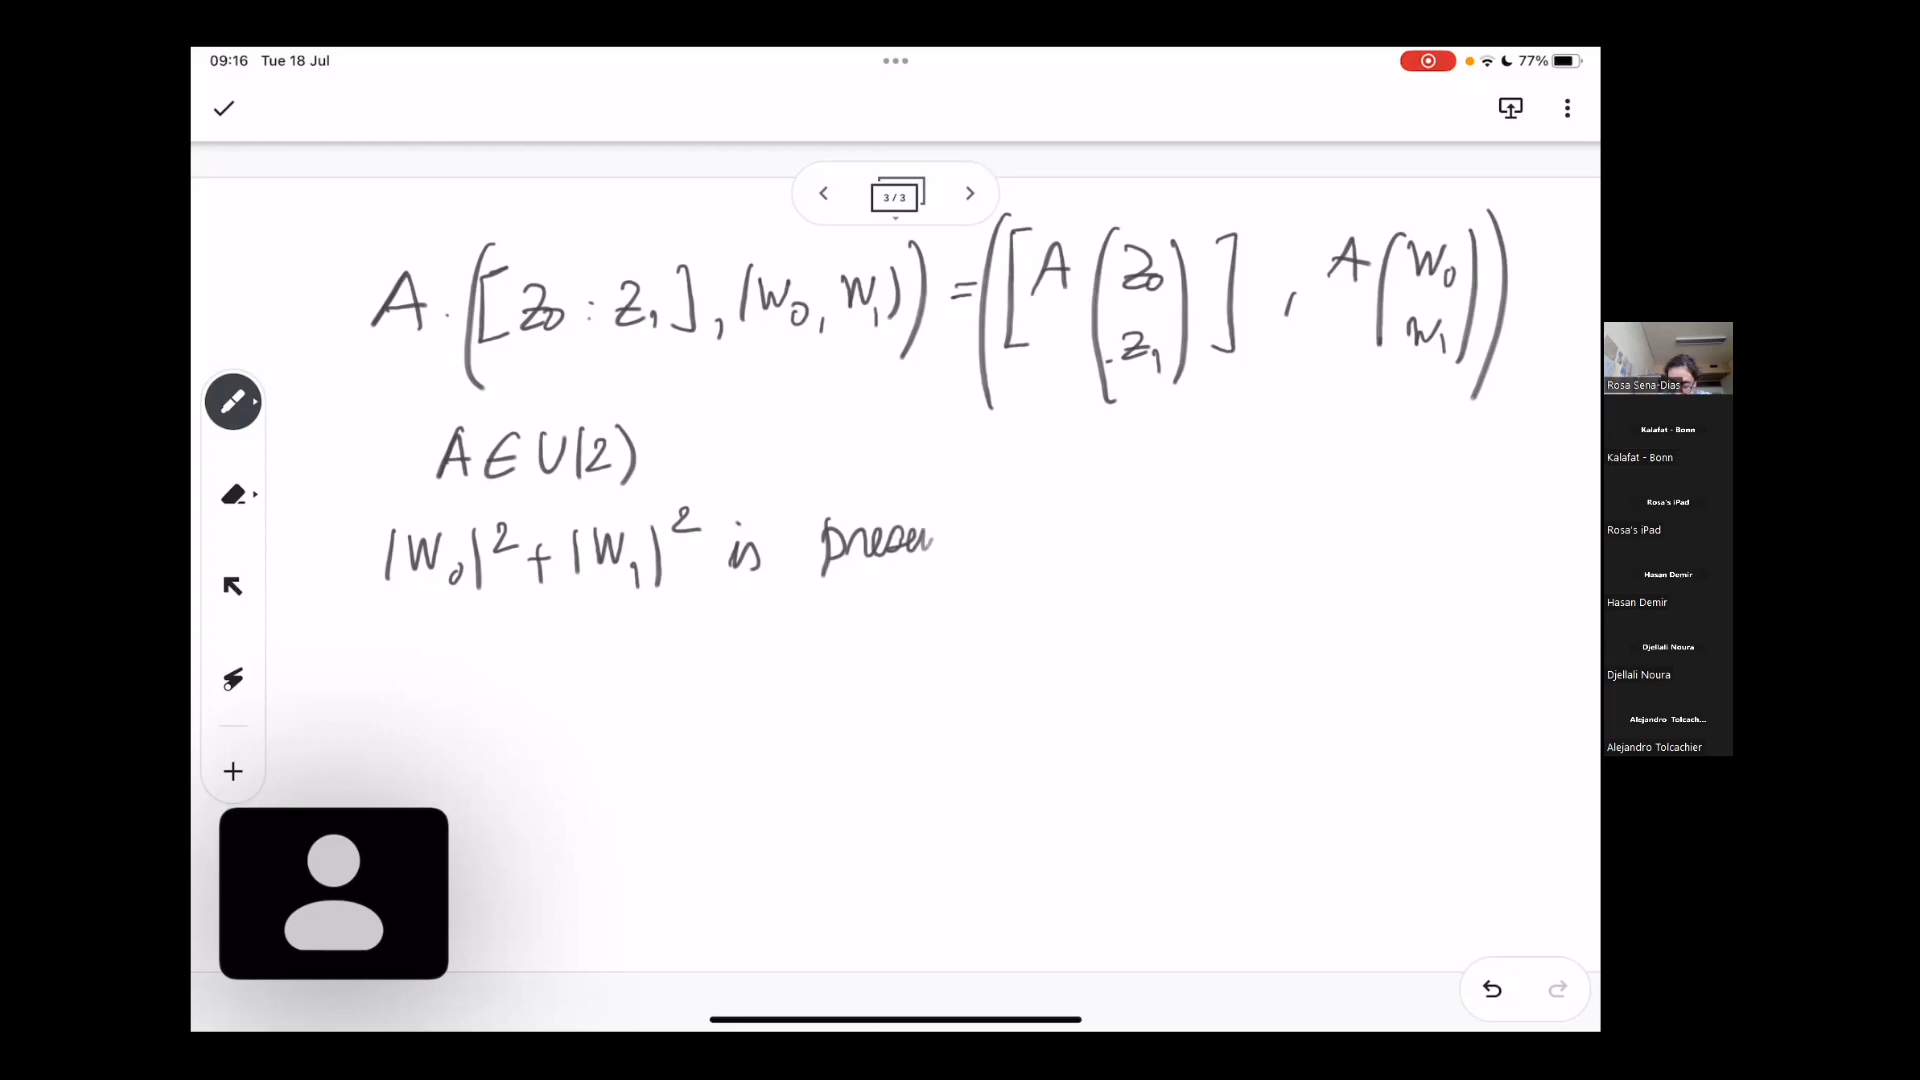 09:16 Tue 18 Jul
77%
3 / 3
A · ([z₀ : z₁], (w₀, w₁)) = ([A (z₀ z₁)], A (w₀ w₁))
A ∈ U(2)
|w₀|² + |w₁|² is preser
Rosa Sena-Dias
Kalafat - Bonn
Kalafat - Bonn
Rosa's iPad
Rosa's iPad
Hasan Demir
Hasan Demir
Djellali Noura
Djellali Noura
Alejandro Tolcach...
Alejandro Tolcachier